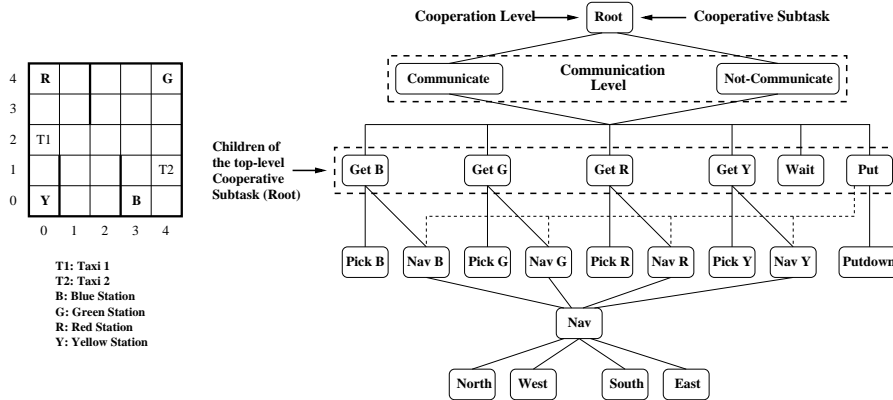 4
3
2
1
0
R
G
T1
T2
Y
B
0 1 2 3 4
T1: Taxi 1
T2: Taxi 2
B: Blue Station
G: Green Station
R: Red Station
Y: Yellow Station
Cooperation Level
Root
Cooperative Subtask
Communicate
Communication
Level
Not-Communicate
Children of
the top-level
Cooperative
Subtask (Root)
Get B
Get G
Get R
Get Y
Wait
Put
Pick B
Nav B
Pick G
Nav G
Pick R
Nav R
Pick Y
Nav Y
Putdown
Nav
North
West
South
East